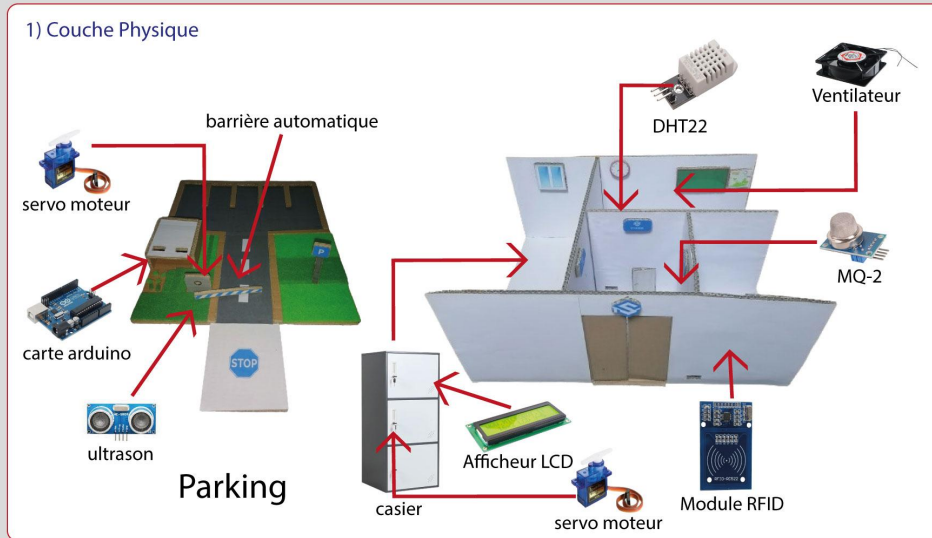 1) Couche Physique
barrière automatique
servo moteur
carte arduino
ultrason
Parking
STOP
P
DHT22
Ventilateur
MQ-2
casier
Afficheur LCD
servo moteur
Module RFID